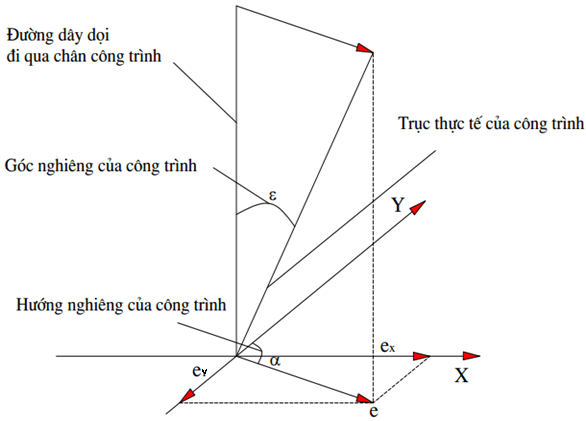 Đường dây dọi
đi qua chân công trình
Trục thực tế của công trình
Góc nghiêng của công trình
ε
Y
Hướng nghiêng của công trình
α
eₓ
X
eᵧ
e